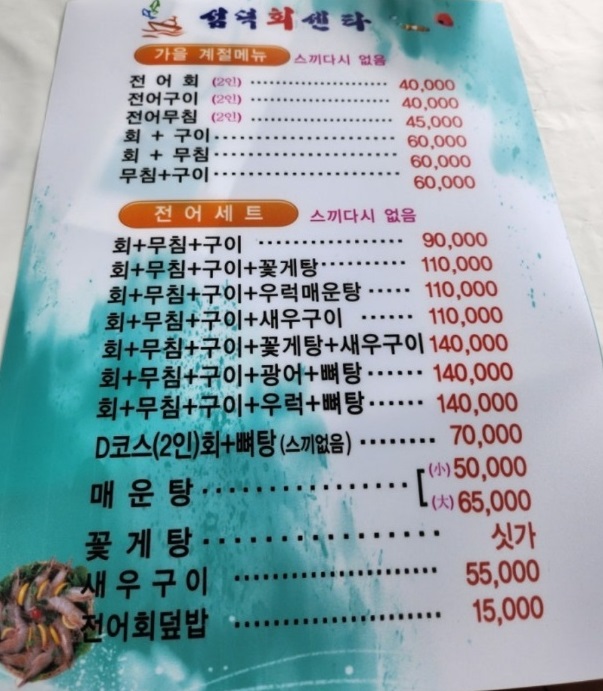 삼덕회센타
가을 계절메뉴 스끼다시 없음
전어회 (2인) 40,000
전어구이 (2인) 40,000
전어무침 (2인) 45,000
회 + 구이 60,000
회 + 무침 60,000
무침+구이 60,000
전어세트 스끼다시 없음
회+무침+구이 90,000
회+무침+구이+꽃게탕 110,000
회+무침+구이+우럭매운탕 110,000
회+무침+구이+새우구이 110,000
회+무침+구이+꽃게탕+새우구이 140,000
회+무침+구이+광어+뼈탕 140,000
회+무침+구이+우럭+뼈탕 140,000
D코스(2인)회+뼈탕(스끼없음) 70,000
매운탕 (小) 50,000
(大) 65,000
꽃게탕 싯가
새우구이 55,000
전어회덮밥 15,000